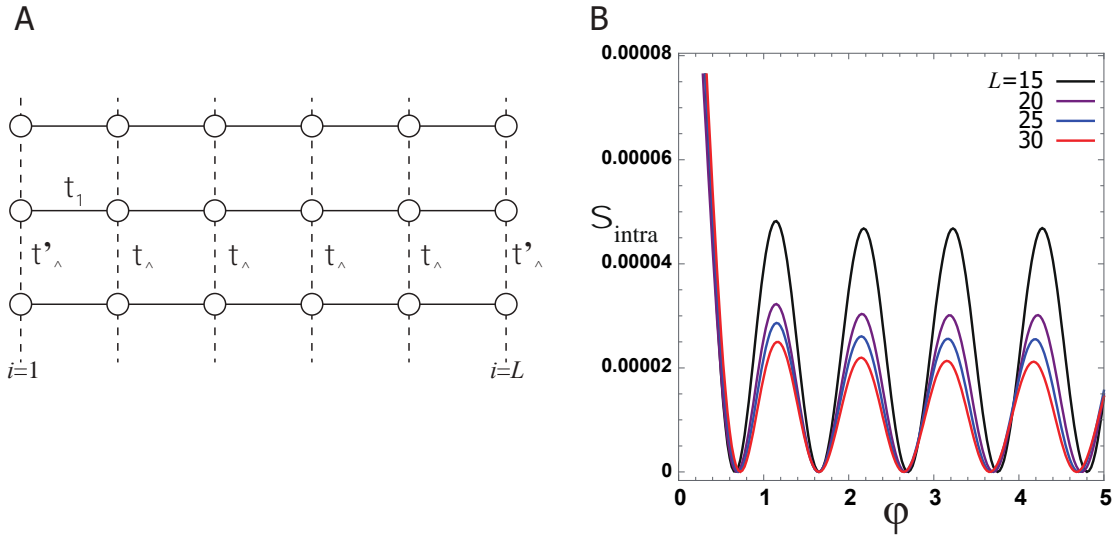 A
t₁
t’^ t^ t^ t^ t^ t’^
i=1 i=L
B
0.00008
0.00006
0.00004
0.00002
0
Sintra
L=15
20
25
30
0 1 2 3 4 5
φ